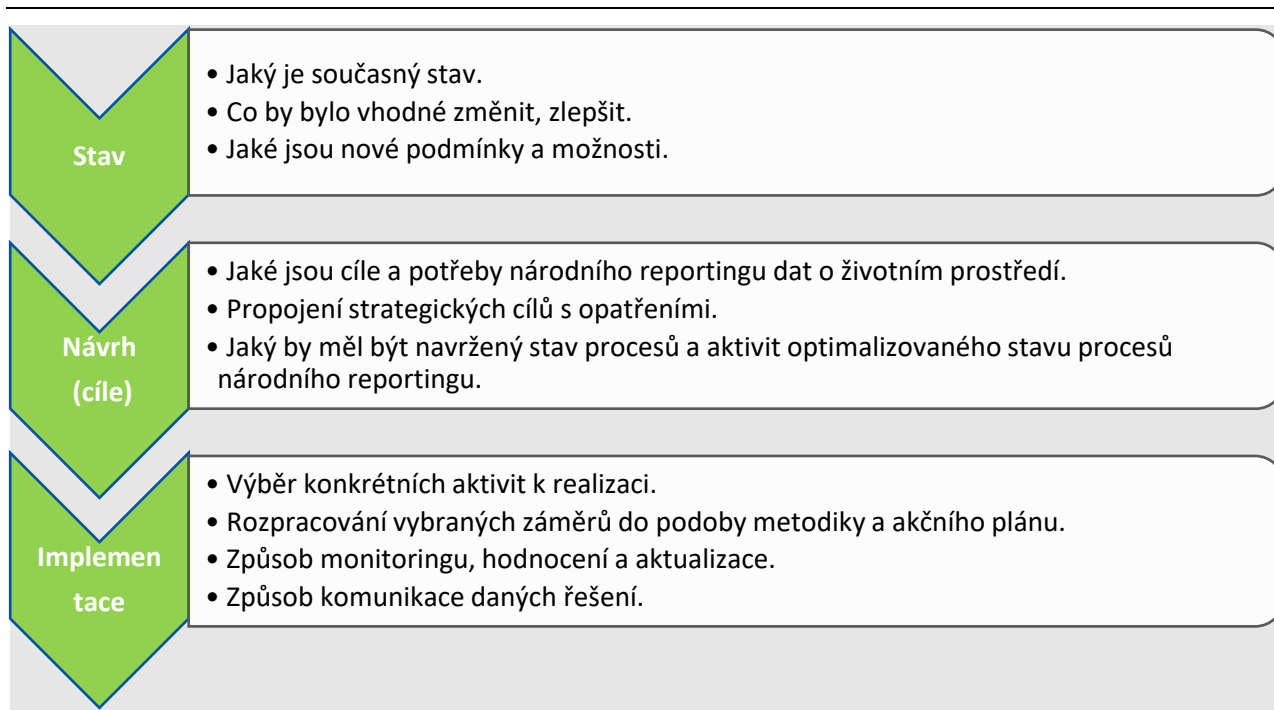 Stav
• Jaký je současný stav.
• Co by bylo vhodné změnit, zlepšit.
• Jaké jsou nové podmínky a možnosti.
Návrh
(cíle)
• Jaké jsou cíle a potřeby národního reportingu dat o životním prostředí.
• Propojení strategických cílů s opatřeními.
• Jaký by měl být navržený stav procesů a aktivit optimalizovaného stavu procesů
národního reportingu.
Implemen
tace
• Výběr konkrétních aktivit k realizaci.
• Rozpracování vybraných záměrů do podoby metodiky a akčního plánu.
• Způsob monitoringu, hodnocení a aktualizace.
• Způsob komunikace daných řešení.